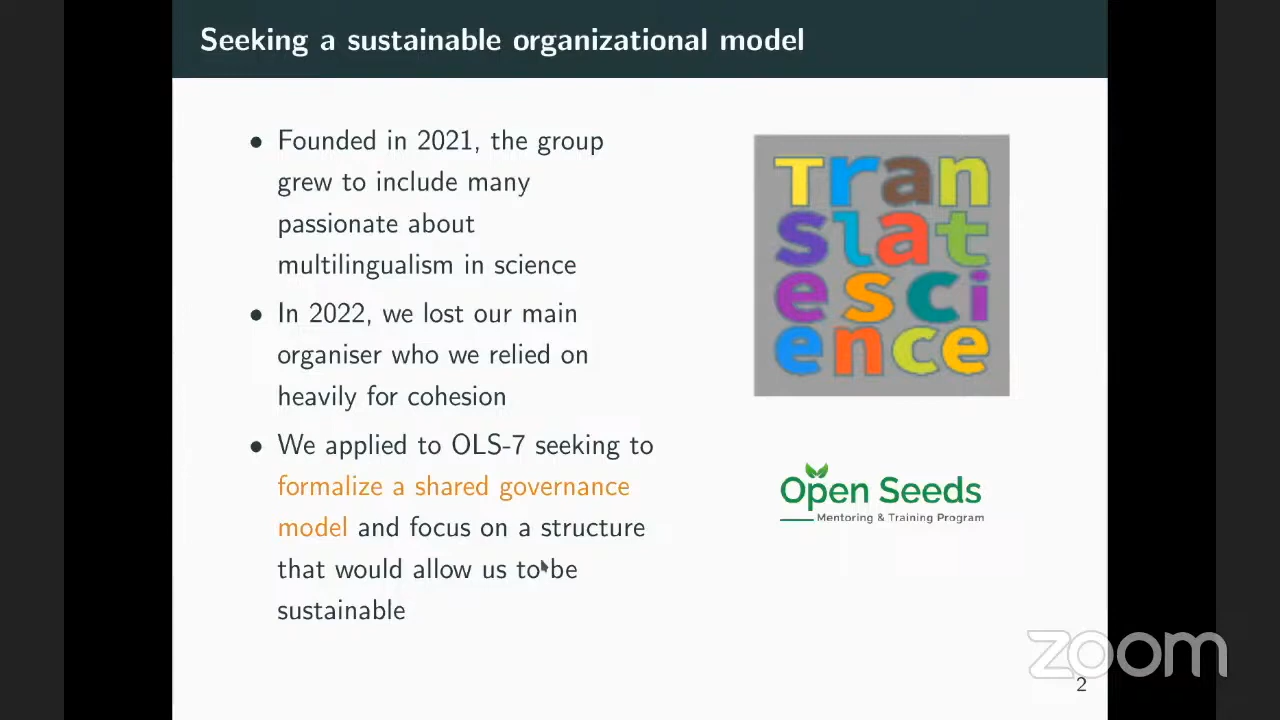 Seeking a sustainable organizational model
• Founded in 2021, the group
grew to include many
passionate about
multilingualism in science
• In 2022, we lost our main
organiser who we relied on
heavily for cohesion
• We applied to OLS-7 seeking to
formalize a shared governance
model and focus on a structure
that would allow us to be
sustainable
Tran
slat
esci
ence
Open Seeds
Mentoring & Training Program
zoom
2